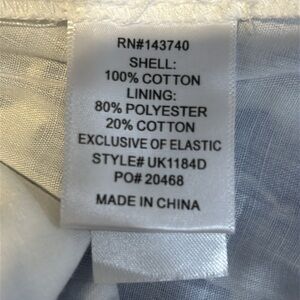 RN#143740
SHELL:
100% COTTON
LINING:
80% POLYESTER
20% COTTON
EXCLUSIVE OF ELASTIC
STYLE# UK1184D
PO# 20468
MADE IN CHINA